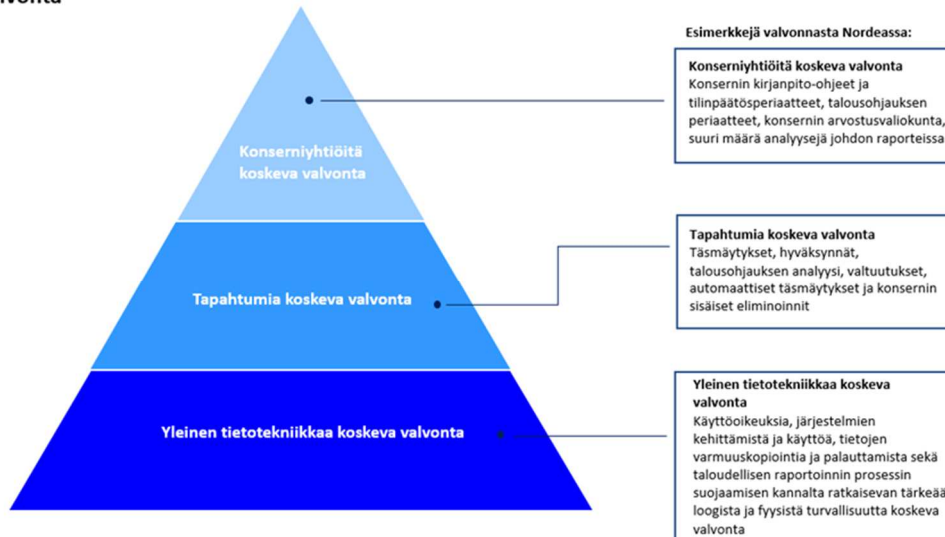 Esimerkkejä valvonnasta Nordeassa:
Konserniyhtiöitä koskeva valvonta
Konsernin kirjanpito-ohjeet ja
tilinpäätösperiaatteet, talousohjauksen
periaatteet, konsernin arvostusvaliokunta,
suuri määrä analyysejä johdon raporteissa
Konserniyhtiöitä
koskeva valvonta
Tapahtumia koskeva valvonta
Täsmäytykset, hyväksynnät,
talousohjauksen analyysi, valtuutukset,
automaattiset täsmäytykset ja konsernin
sisäiset eliminoinnit
Tapahtumia koskeva valvonta
Yleinen tietotekniikkaa koskeva
valvonta
Käyttöoikeuksia, järjestelmien
kehittämistä ja käyttöä, tietojen
varmuuskopiointia ja palauttamista sekä
taloudellisen raportoinnin prosessin
suojaamisen kannalta ratkaisevan tärkeää
loogista ja fyysistä turvallisuutta koskeva
valvonta
Yleinen tietotekniikkaa koskeva valvonta